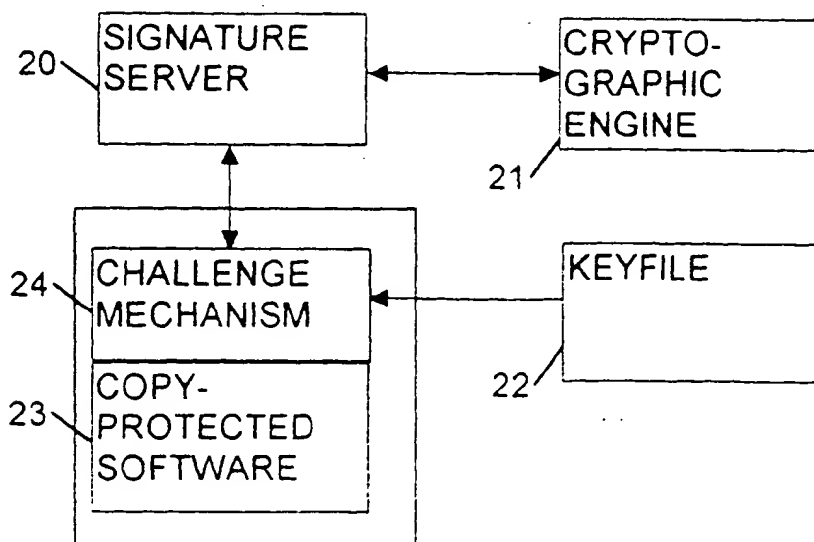 20
SIGNATURE
SERVER
CRYPTO-
GRAPHIC
ENGINE
21
24
CHALLENGE
MECHANISM
KEYFILE
22
23
COPY-
PROTECTED
SOFTWARE